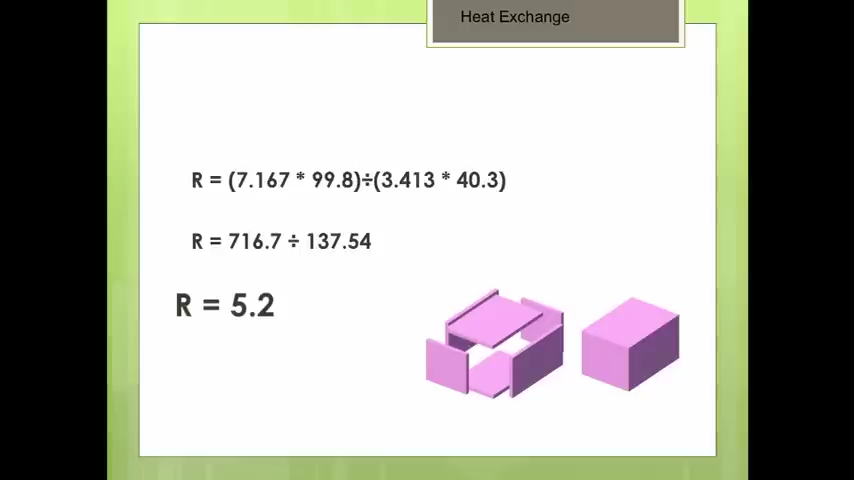 Heat Exchange
R = (7.167 * 99.8)÷(3.413 * 40.3)
R = 716.7 ÷ 137.54
R = 5.2